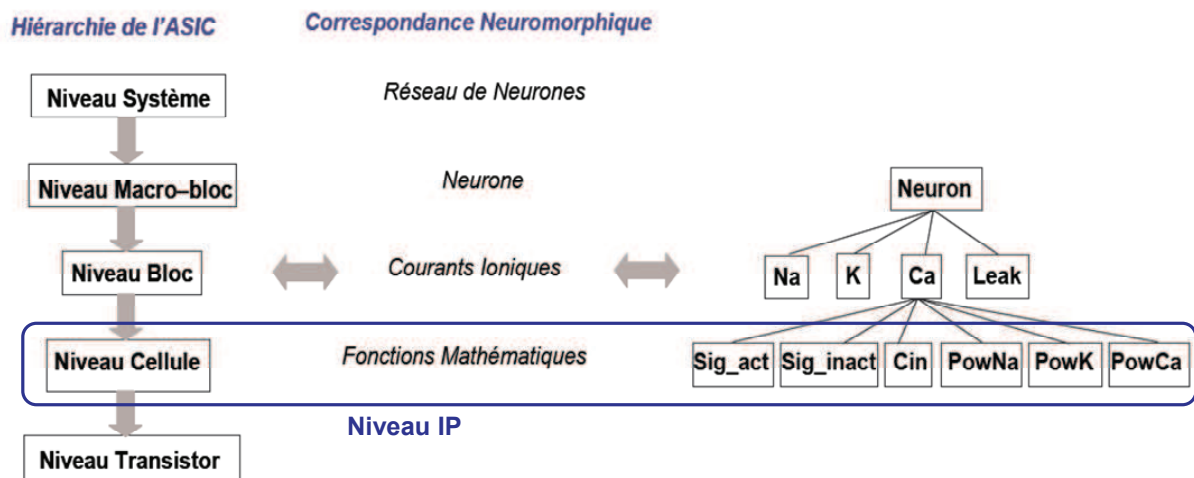 Hiérarchie de l'ASIC
Correspondance Neuromorphique
Niveau Système
Réseau de Neurones
Niveau Macro–bloc
Neurone
Neuron
Niveau Bloc
Courants Ioniques
Na
K
Ca
Leak
Niveau Cellule
Fonctions Mathématiques
Sig_act
Sig_inact
Cin
PowNa
PowK
PowCa
Niveau IP
Niveau Transistor